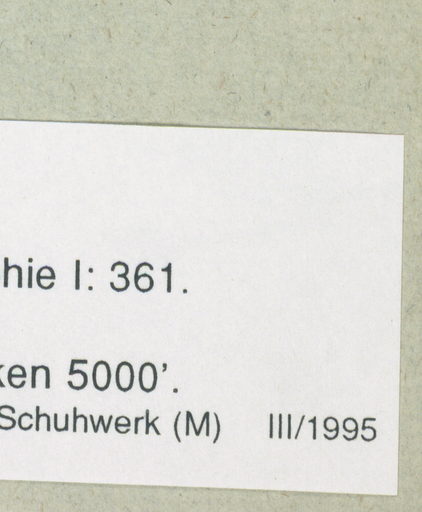 hie I: 361.
ken 5000'.
Schuhwerk (M) III/1995